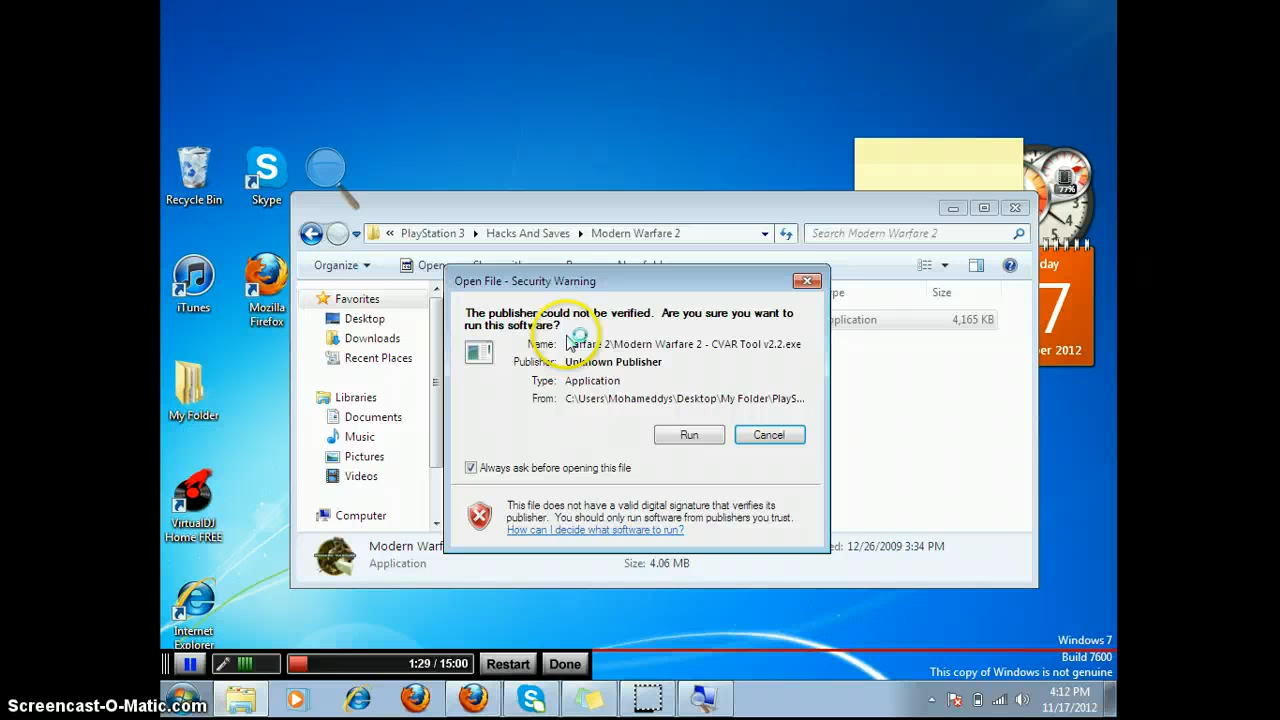 Recycle Bin
Skype
77%
PlayStation 3
Hacks And Saves
Modern Warfare 2
Search Modern Warfare 2
Organize
Open
day
Open File - Security Warning
Size
Favorites
The publisher could not be verified. Are you sure you want to
run this software?
Desktop
pplication
4,165 KB
7
iTunes
Mozilla
Firefox
Downloads
Name:
arfare 2\Modern Warfare 2 - CVAR Tool v2.2.exe
ber 2012
Recent Places
Publisher:
Unknown Publisher
Type:
Application
Libraries
From:
C:\Users\Mohameddys\Desktop\My Folder\PlayS...
My Folder
Documents
Music
Run
Cancel
Pictures
Always ask before opening this file
Videos
This file does not have a valid digital signature that verifies its
publisher. You should only run software from publishers you trust.
How can I decide what software to run?
Computer
VirtualDJ
Home FREE
Modern Warf
ed: 12/26/2009 3:34 PM
Application
Size: 4.06 MB
Internet
Explorer
Windows 7
Build 7600
This copy of Windows is not genuine
1:29 / 15:00
Restart
Done
4:12 PM
11/17/2012
Screencast-O-Matic.com